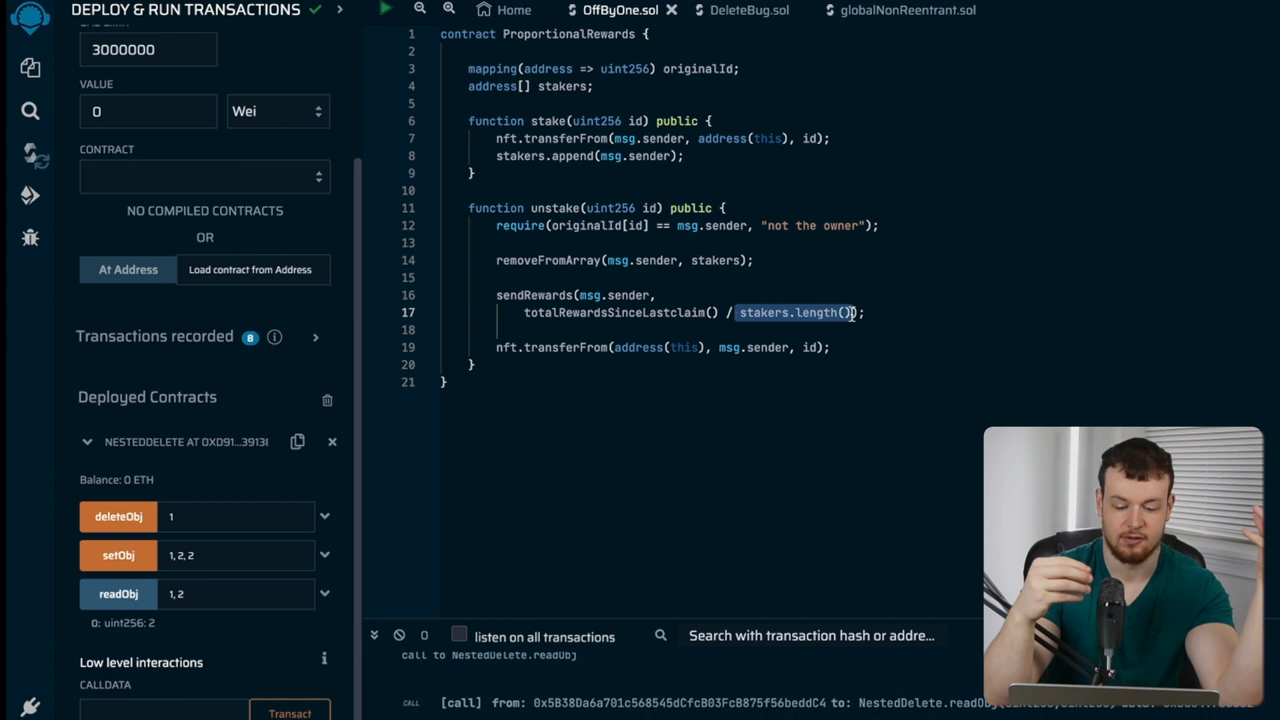 DEPLOY & RUN TRANSACTIONS
3000000
VALUE
0
Wei
CONTRACT
NO COMPILED CONTRACTS
OR
At Address
Load contract from Address
Transactions recorded 8
Deployed Contracts
NESTEDDELETE AT 0XD91...3913
Balance: 0 ETH
deleteObj 1
setObj 1, 2, 2
readObj 1, 2
0: uint256: 2
Low level interactions
CALLDATA
Transact
Home
OffByOne.sol
DeleteBug.sol
globalNonReentrant.sol
1 contract ProportionalRewards {
2
3 mapping(address => uint256) originalId;
4 address[] stakers;
5
6 function stake(uint256 id) public {
7 nft.transferFrom(msg.sender, address(this), id);
8 stakers.append(msg.sender);
9 }
10
11 function unstake(uint256 id) public {
12 require(originalId[id] == msg.sender, "not the owner");
13
14 removeFromArray(msg.sender, stakers);
15
16 sendRewards(msg.sender,
17 totalRewardsSinceLastclaim() / stakers.length());
18
19 nft.transferFrom(address(this), msg.sender, id);
20 }
21 }
0
listen on all transactions
Search with transaction hash or addre...
call to NestedDelete.readObj
CALL [call] from: 0x5B38Da6a701c568545dCfcB03FcB875f56beddC4 to: